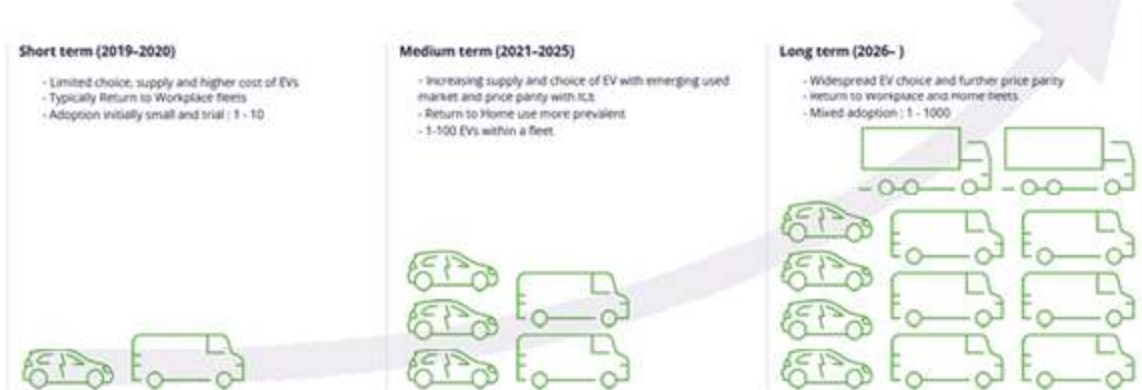 Short term (2019–2020)
- Limited choice, supply and higher cost of EVs
- Typically Return to Workplace fleets
- Adoption initially small and trial : 1 - 10
Medium term (2021–2025)
- Increasing supply and choice of EV with emerging used
market and price parity with ICE
- Return to Home use more prevalent
- 1-100 EVs within a fleet
Long term (2026– )
- Widespread EV choice and further price parity
- Return to Workplace and Home fleets
- Mixed adoption : 1 - 1000